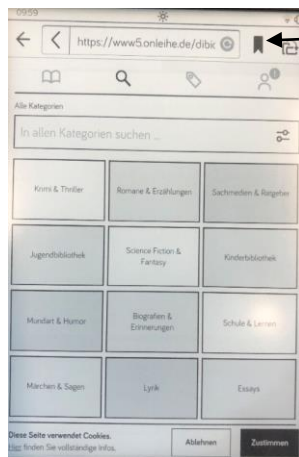 09:59
https://www5.onleihe.de/dibic
Alle Kategorien
In allen Kategorien suchen ...
Krimi & Thriller
Romane & Erzählungen
Sachmedien & Ratgeber
Jugendbibliothek
Science Fiction &
Fantasy
Kinderbibliothek
Mundart & Humor
Biografien &
Erinnerungen
Schule & Lernen
Märchen & Sagen
Lyrik
Essays
Diese Seite verwendet Cookies.
Hier finden Sie vollständige Infos.
Ablehnen
Zustimmen